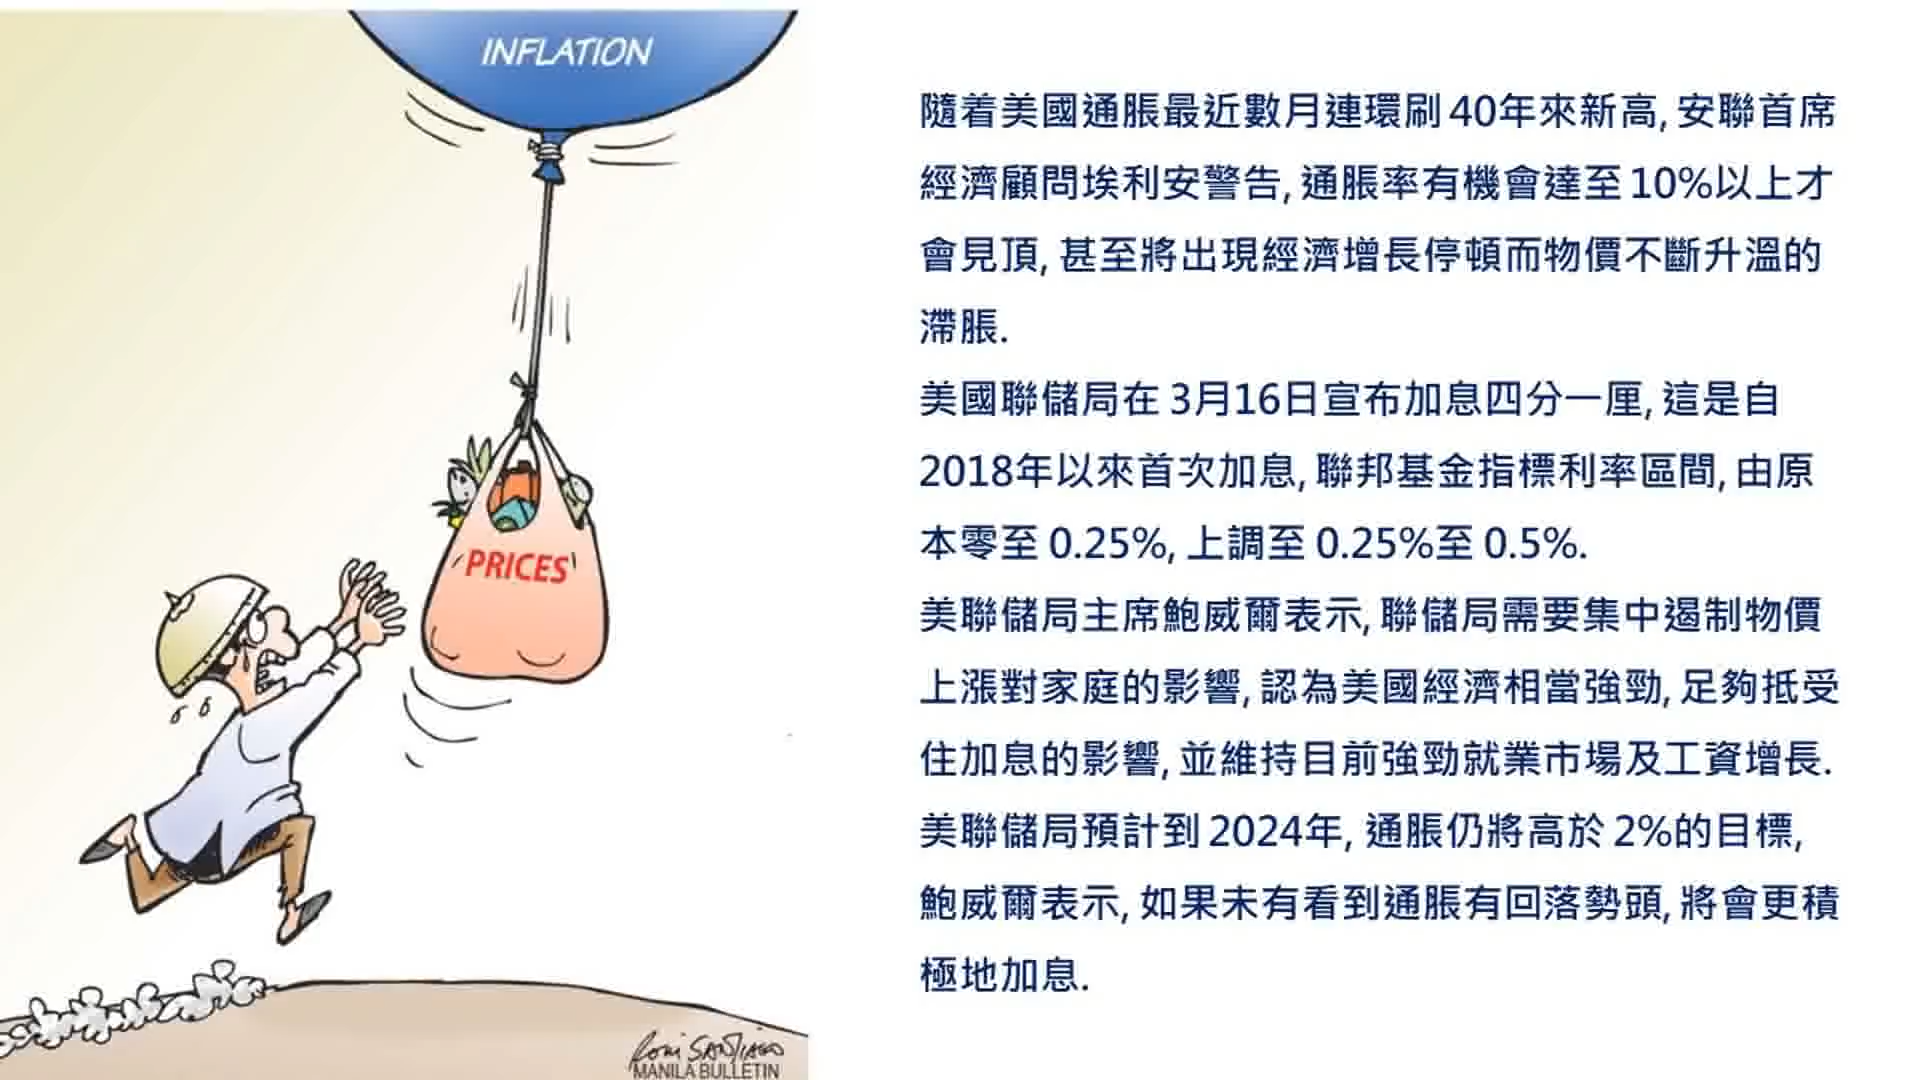 INFLATION
PRICES
Roni SANTIAGO
MANILA BULLETIN
隨着美國通脹最近數月連環刷40年來新高, 安聯首席
經濟顧問埃利安警告, 通脹率有機會達至10%以上才
會見頂, 甚至將出現經濟增長停頓而物價不斷升溫的
滯脹.
美國聯儲局在3月16日宣布加息四分一厘, 這是自
2018年以來首次加息, 聯邦基金指標利率區間, 由原
本零至0.25%, 上調至0.25%至0.5%.
美聯儲局主席鮑威爾表示, 聯儲局需要集中遏制物價
上漲對家庭的影響, 認為美國經濟相當強勁, 足夠抵受
住加息的影響, 並維持目前強勁就業市場及工資增長.
美聯儲局預計到2024年, 通脹仍將高於2%的目標,
鮑威爾表示, 如果未有看到通脹有回落勢頭, 將會更積
極地加息.